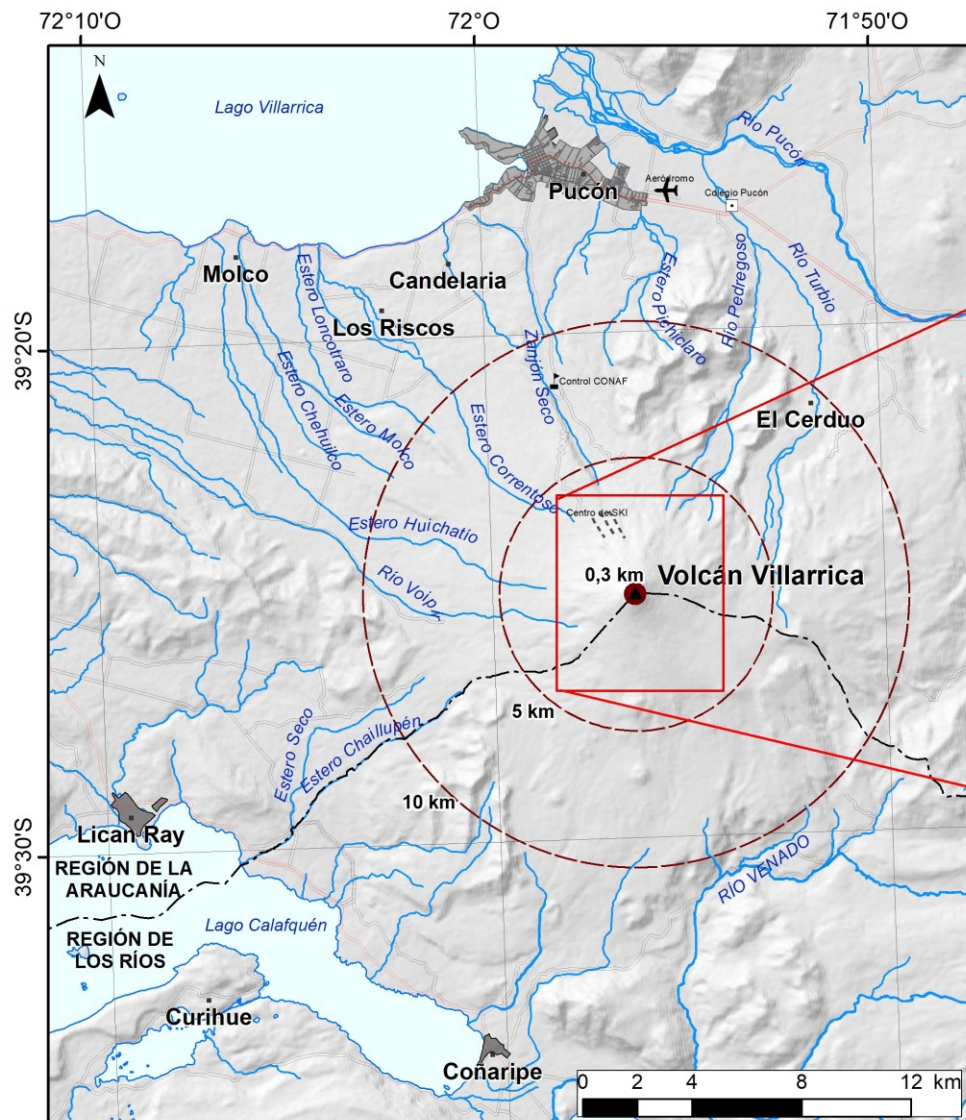 72°10'O
72°O
71°50'O
N
Lago Villarrica
Río Pucón
Pucón
Aeródromo
Colegio Pucón
Molco
Candelaria
Los Riscos
Estero Loncotraro
Estero Chehuilco
Estero Molco
Zanjón Seco
Estero Pichiclaro
Río Pedregoso
Río Turbio
39°20'S
Control CONAF
El Cerduo
Estero Correntoso
Centro de SKI
Estero Huichatío
Río Voipir
0,3 km
Volcán Villarrica
5 km
10 km
Estero Seco
Estero Chaillupén
Lican Ray
39°30'S
REGIÓN DE LA
ARAUCANÍA
RÍO VENADO
Lago Calafquén
REGIÓN DE
LOS RÍOS
Curihue
Coñaripe
0 2 4 8 12 km